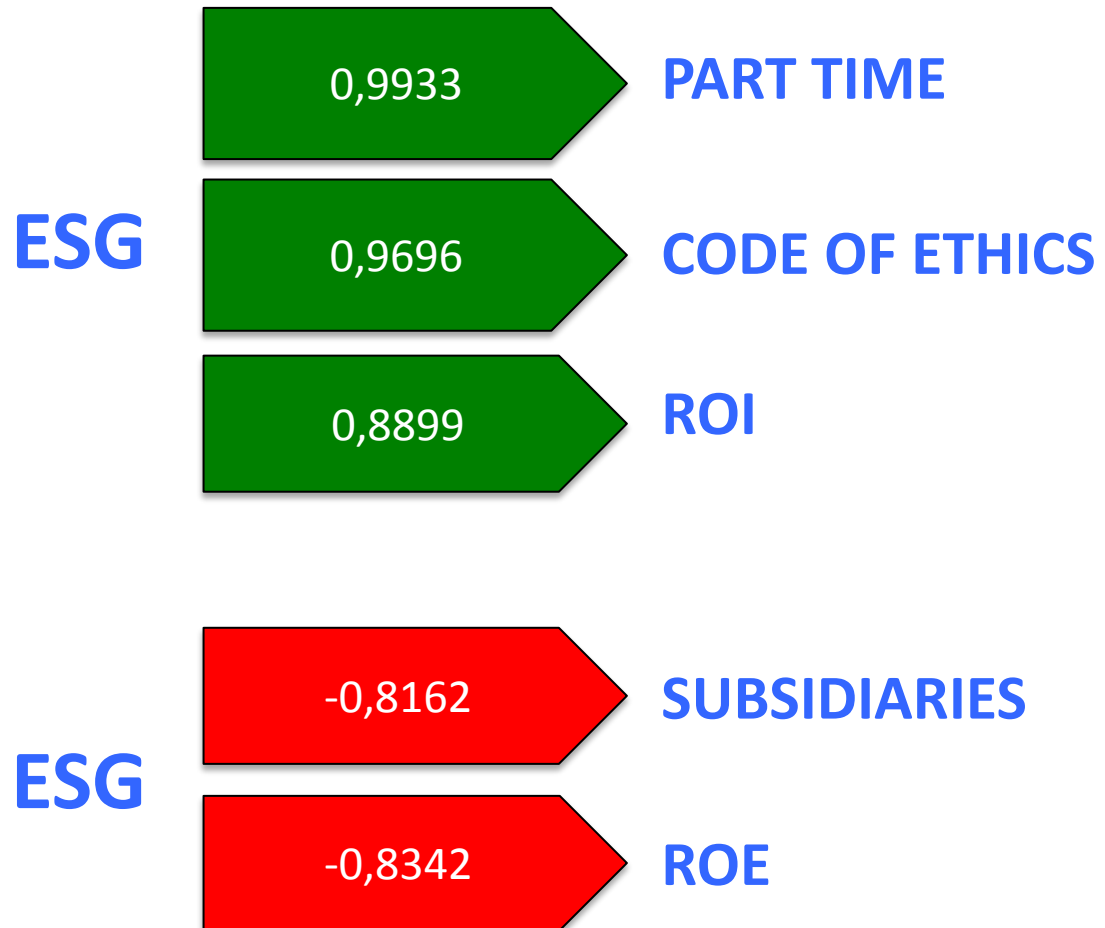 0,9933 PART TIME
ESG
0,9696 CODE OF ETHICS
0,8899 ROI
-0,8162 SUBSIDIARIES
ESG
-0,8342 ROE